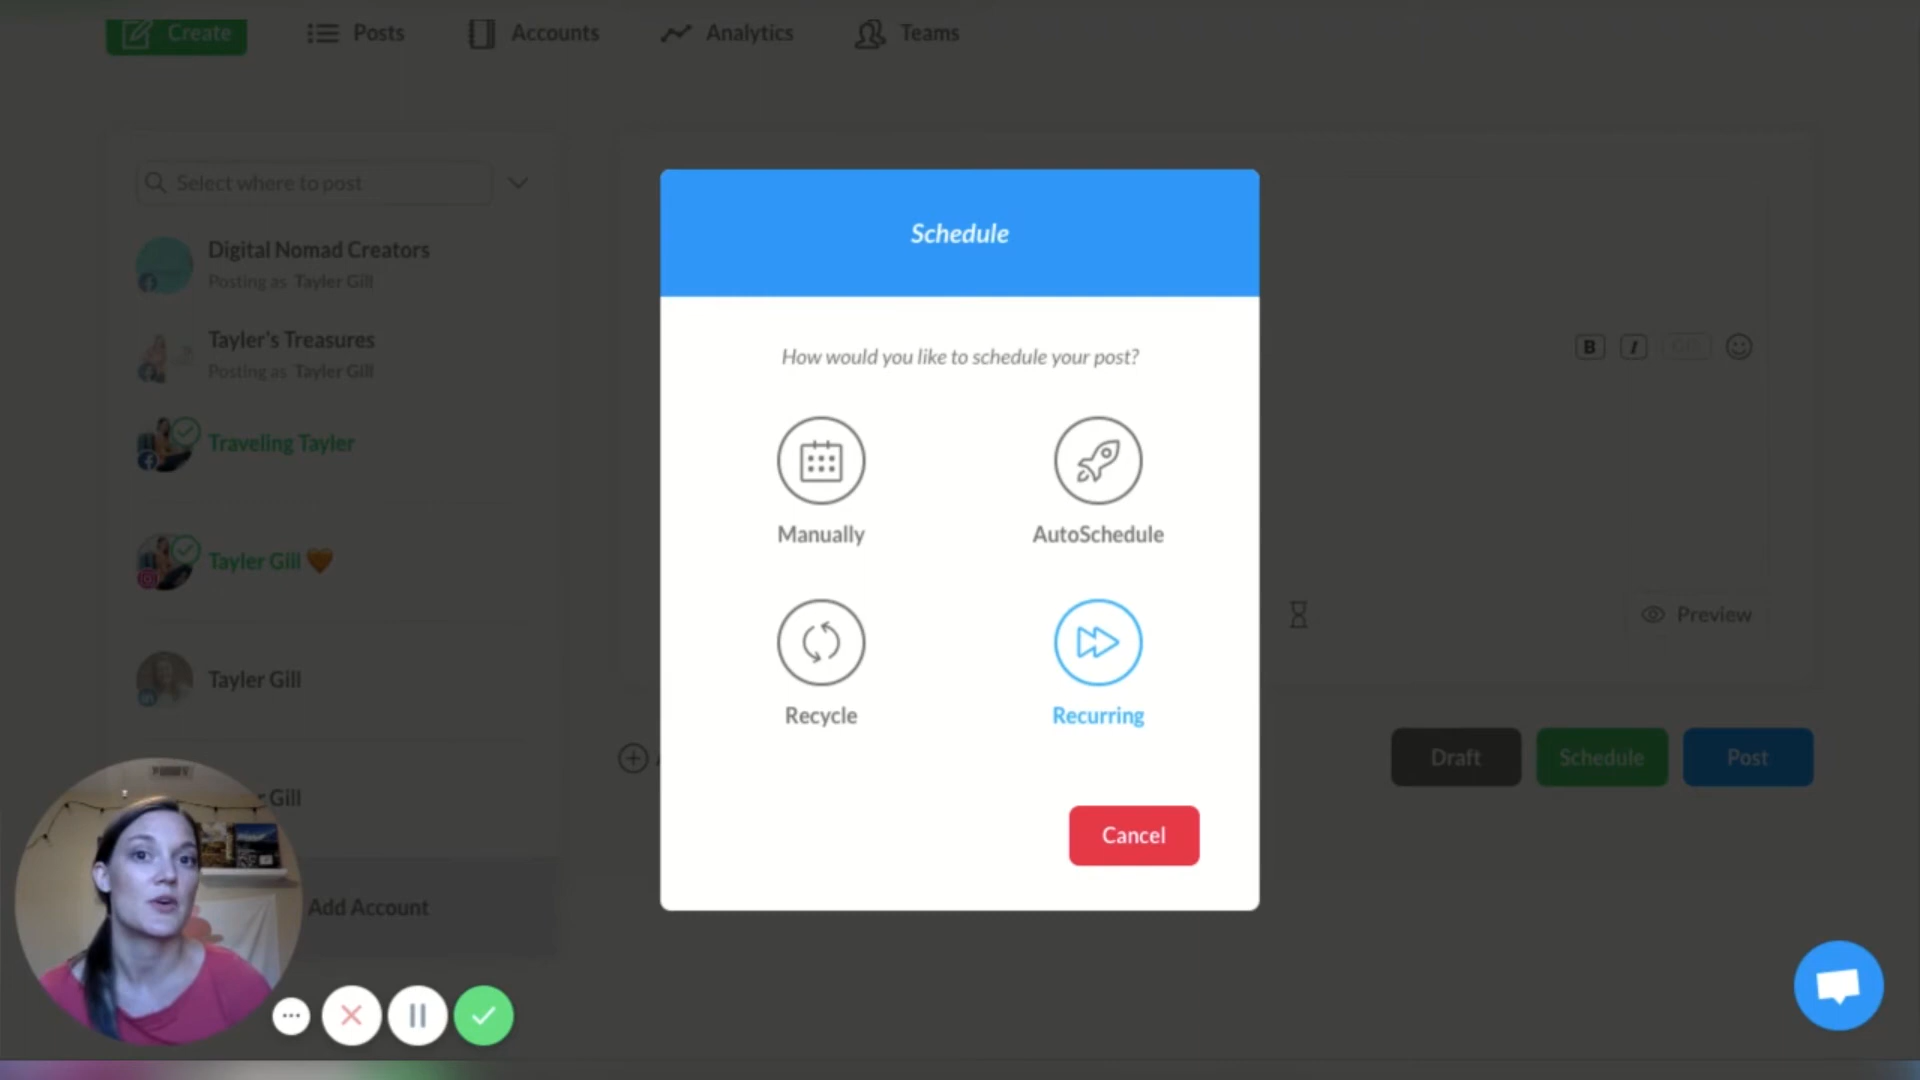 Create
Posts
Accounts
Analytics
Teams
Select where to post
Digital Nomad Creators
Posting as Tayler Gill
Tayler's Treasures
Posting as Tayler Gill
Traveling Tayler
Tayler Gill 🧡
Tayler Gill
Gill
Add Account
Schedule
How would you like to schedule your post?
Manually
AutoSchedule
Recycle
Recurring
Cancel
B I GIF
Preview
Draft
Schedule
Post